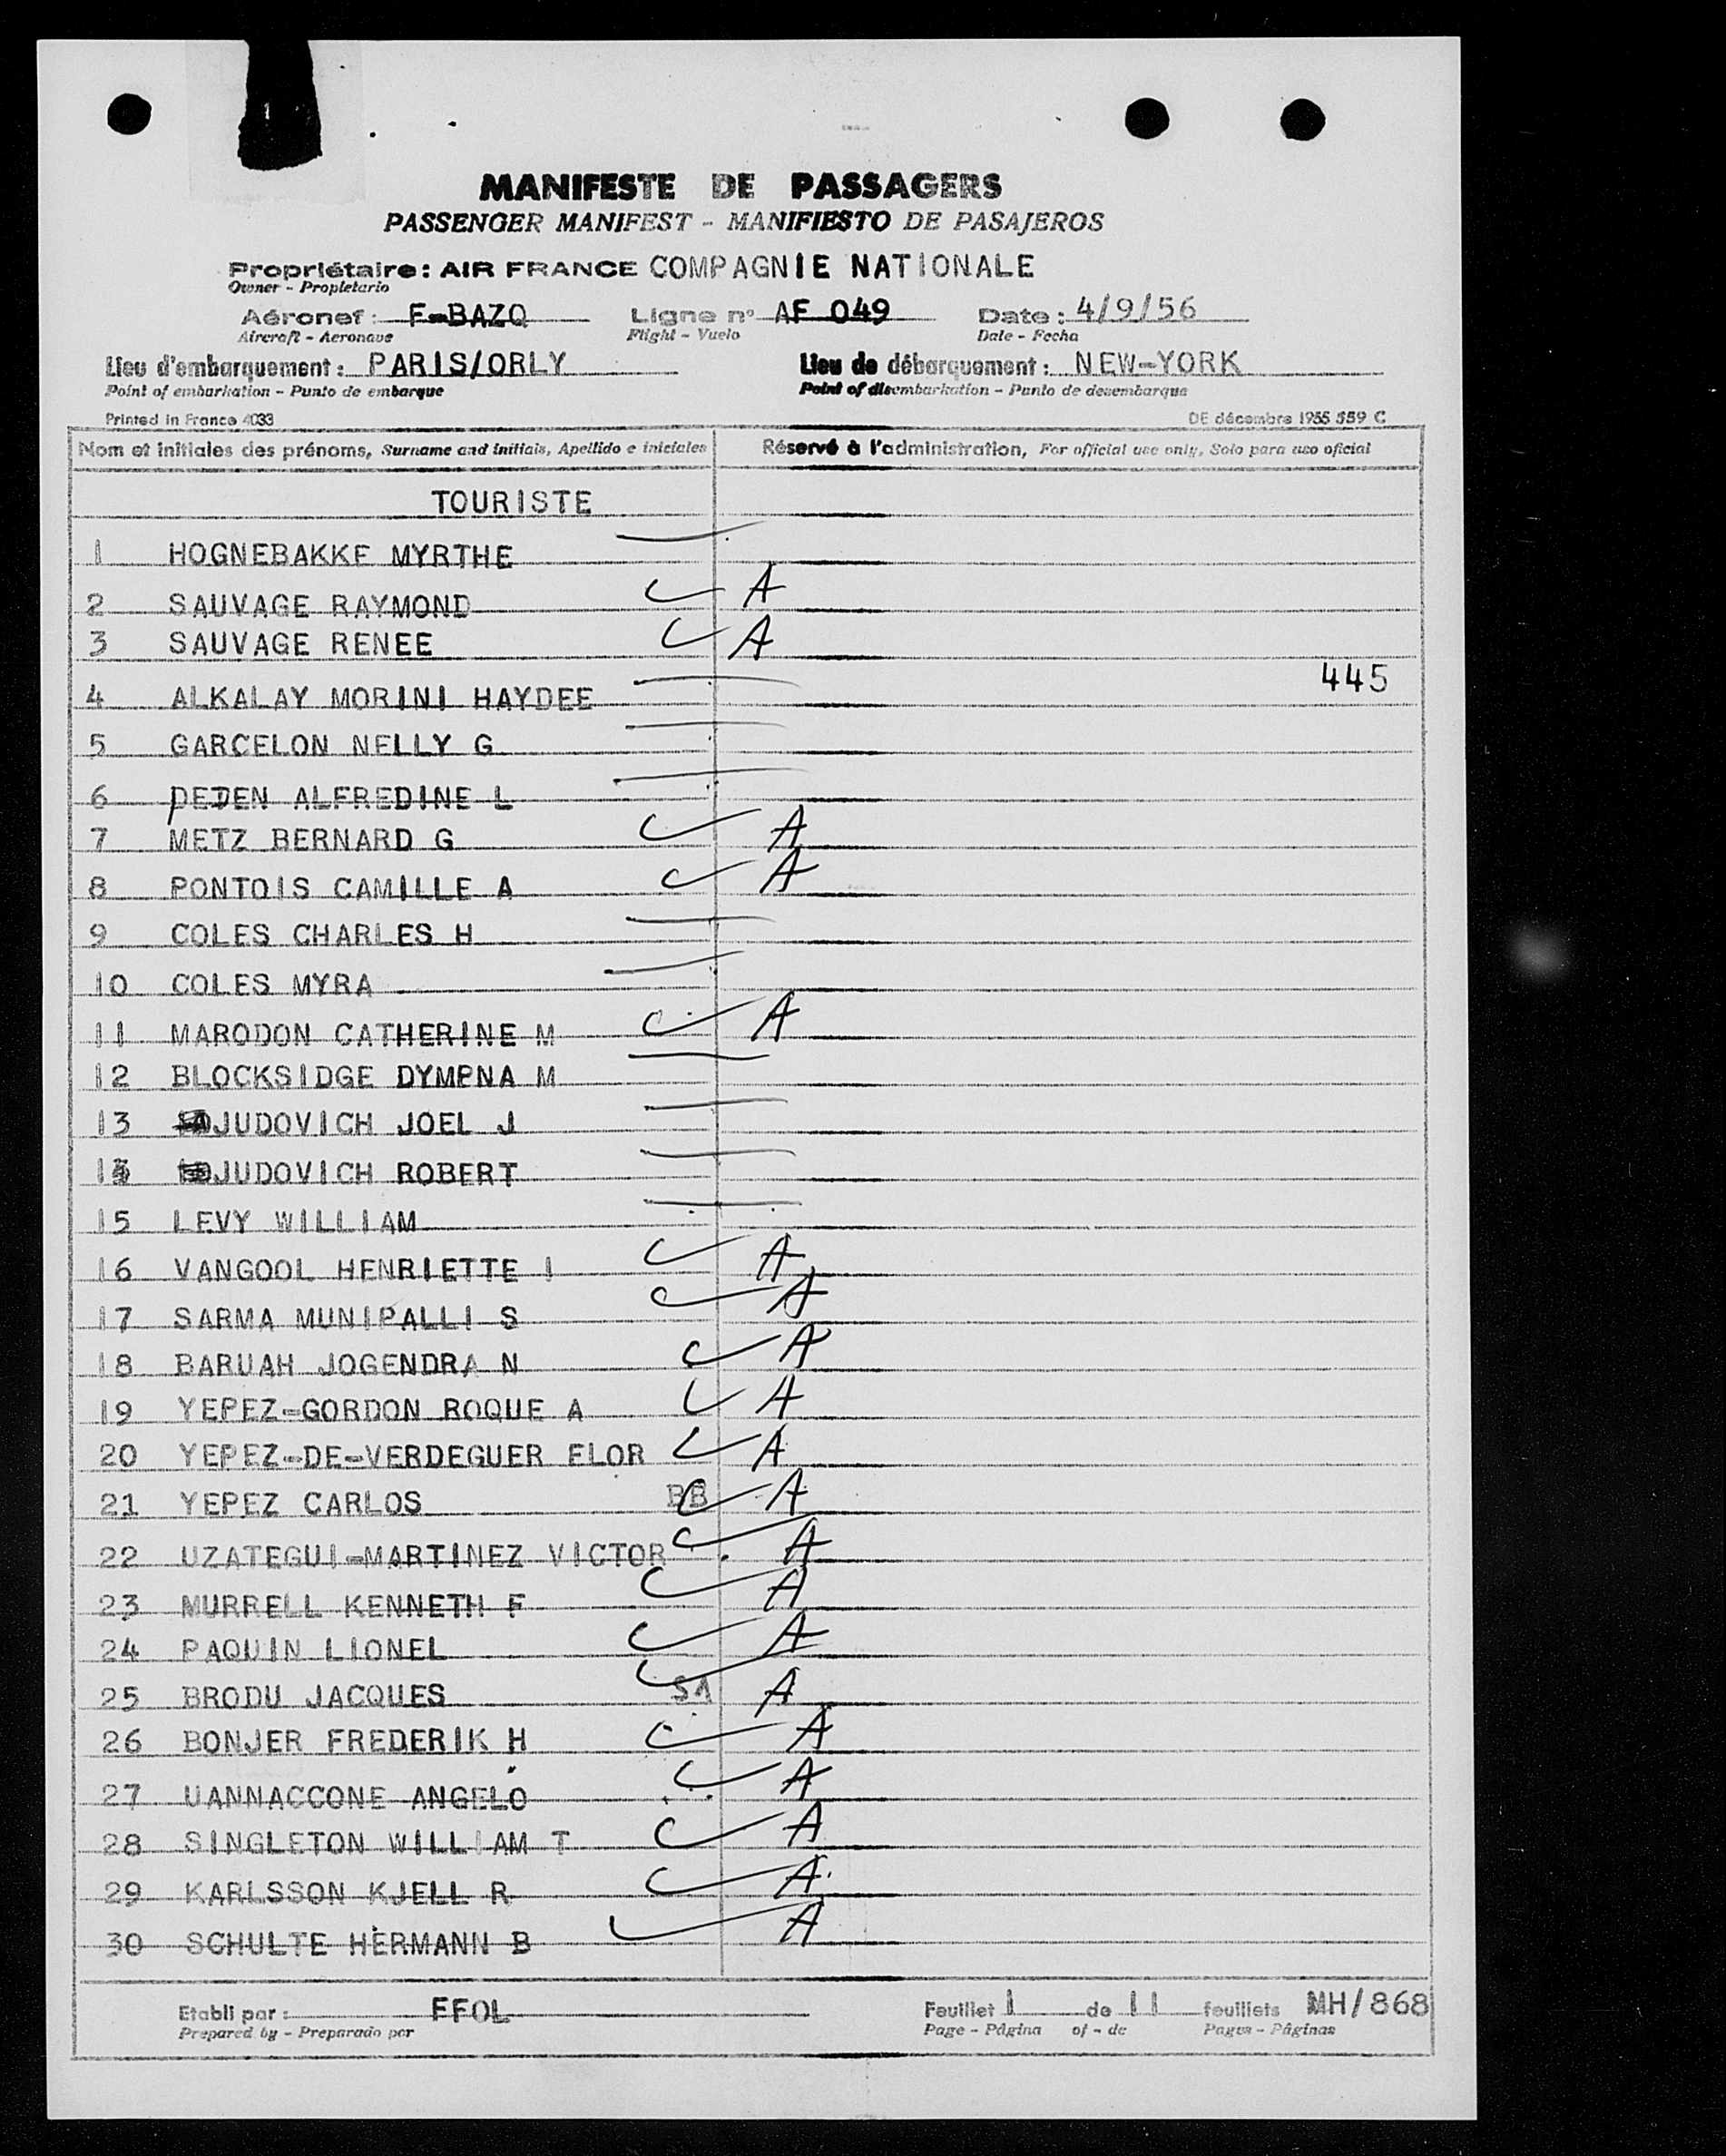 MANIFESTE DE PASSAGERS
PASSENGER MANIFEST - MANIFIESTO DE PASAJEROS
Propriétaire: AIR FRANCE COMPAGNIE NATIONALE
Owner - Propietario
Aéronef: F-BAZQ Ligne n° AF 049 Date: 4/9/56
Aircraft - Aeronave Flight - Vuelo Date - Fecha
Lieu d'embarquement: PARIS/ORLY Lieu de débarquement: NEW-YORK
Point of embarkation - Punto de embarque Point of disembarkation - Punto de desembarque
Printed in France 4033 DE décembre 1955 559 C
Nom et initiales des prénoms, Surname and initials, Apellido e iniciales Réservé à l'administration, For official use only, Solo para uso oficial
TOURISTE
1 HOGNEBAKKE MYRTHE
2 SAUVAGE RAYMOND A
3 SAUVAGE RENEE A
445
4 ALKALAY MORINI HAYDEE
5 GARCELON NELLY G
6 PEDEN ALFREDINE L
7 METZ BERNARD G A
8 PONTOIS CAMILLE A A
9 COLES CHARLES H
10 COLES MYRA
11 MARODON CATHERINE M A
12 BLOCKSIDGE DYMPNA M
13 JUDOVICH JOEL J
14 JUDOVICH ROBERT
15 LEVY WILLIAM
16 VANGOOL HENRIETTE I A
17 SARMA MUNIPALLI S A
18 BARUAH JOGENDRA N A
19 YEPEZ-GORDON ROQUE A A
20 YEPEZ-DE-VERDEGUER FLOR A
21 YEPEZ CARLOS BB A
22 UZATEGUI-MARTINEZ VICTOR A
23 MURRELL KENNETH F A
24 PAQUIN LIONEL A
25 BRODU JACQUES S1 A
26 BONJER FREDERIK H A
27 UANNACCONE ANGELO A
28 SINGLETON WILLIAM T A
29 KARLSSON KJELL R A
30 SCHULTE HERMANN B A
Etabli par: FFOL Feuillet 1 de 11 feuillets MH/868
Prepared by - Preparado por Page - Página of - de Pages - Páginas